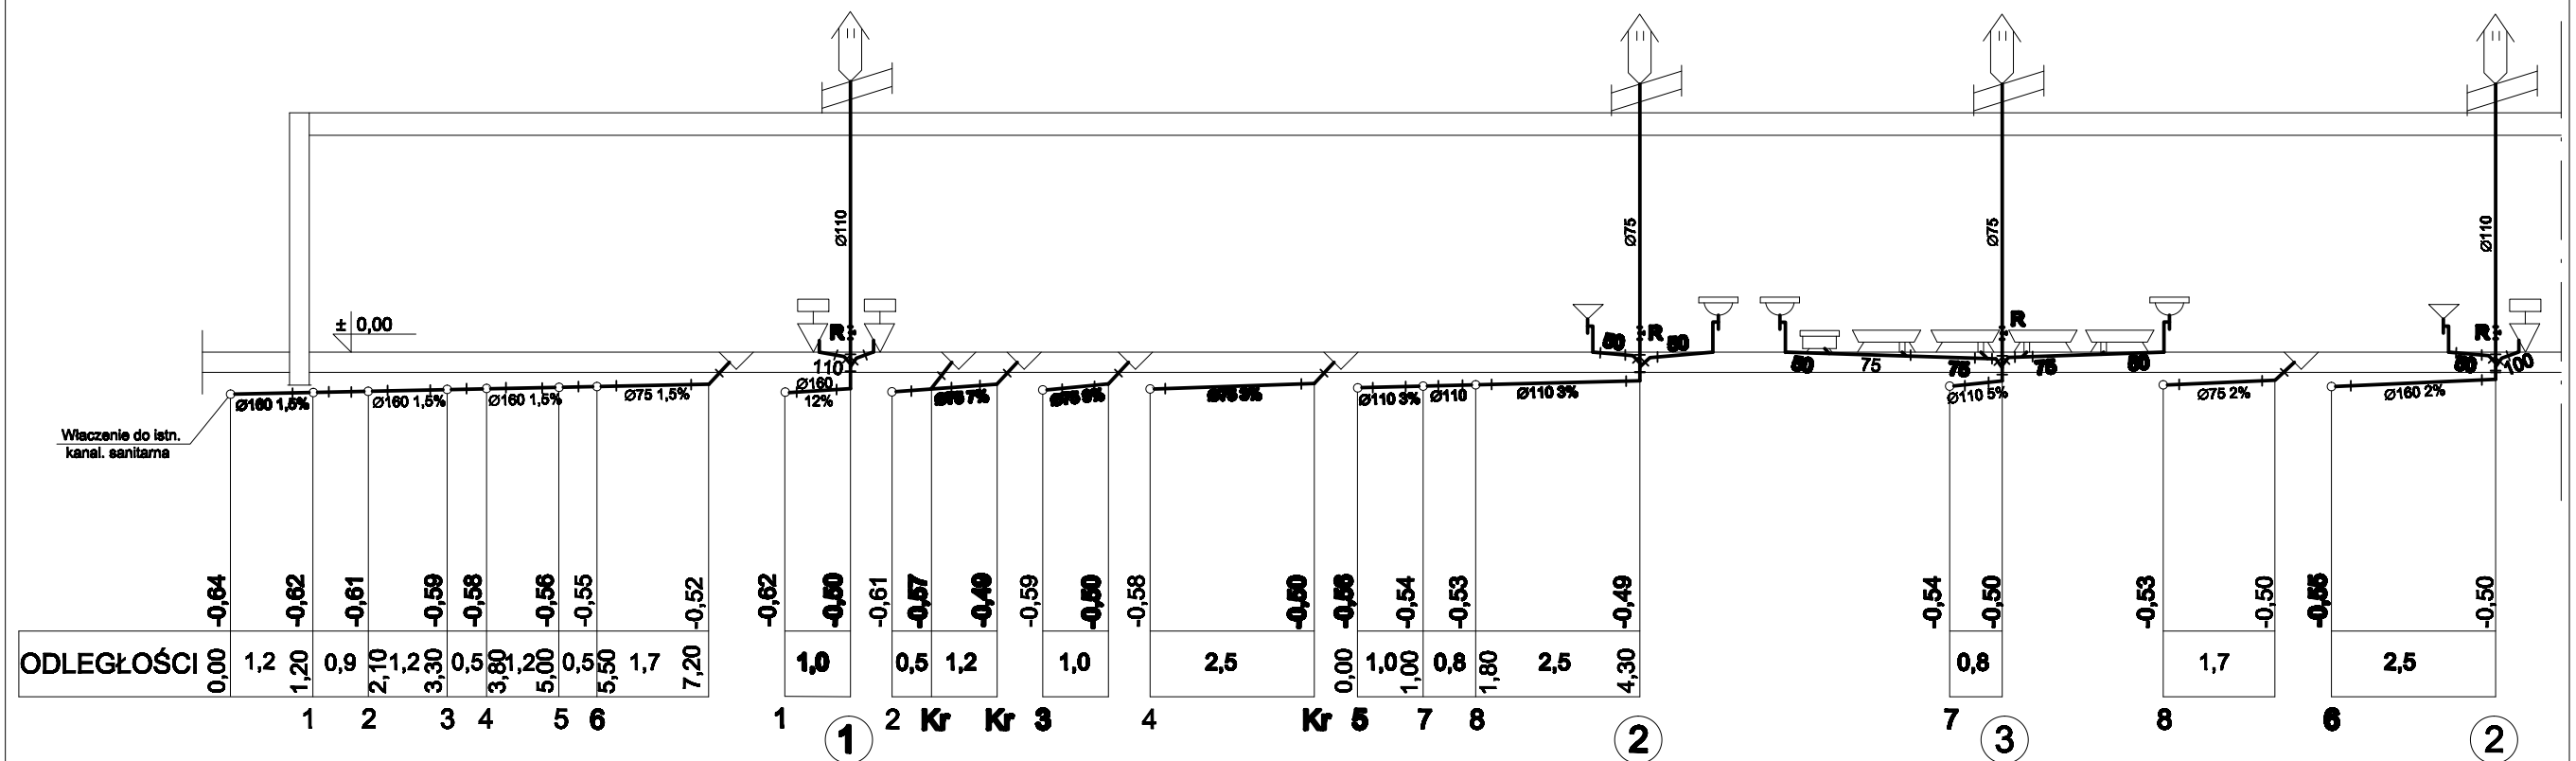 Ø110
Ø75
Ø75
Ø110
± 0,00
R
R
R
R
110
50
50
50
75
75
75
50
50
100
Ø160 1,5%
Ø160 1,5%
Ø160 1,5%
Ø75 1,5%
Ø160
12%
Ø75 7%
Ø110 3%
Ø110
Ø110 3%
Ø110 5%
Ø75 2%
Ø160 2%
Właczenie do istn.
kanal. sanitarna
-0,64
-0,62
-0,61
-0,59
-0,58
-0,56
-0,55
-0,52
-0,62
-0,50
-0,61
-0,57
-0,49
-0,59
-0,50
-0,58
-0,50
-0,56
-0,54
-0,53
-0,49
-0,54
-0,50
-0,53
-0,50
-0,55
-0,50
ODLEGŁOŚCI 0,00 1,2 1,20 0,9 2,10 1,2 3,30 0,5 3,80 1,2 5,00 0,5 5,50 1,7 7,20
1,0
0,5 1,2
1,0
2,5
0,00 1,0 1,00 0,8 1,80 2,5 4,30
0,8
1,7
2,5
1 2 3 4 5 6 1 1 2 Kr Kr 3 4 Kr 5 7 8 2 7 3 8 6 2